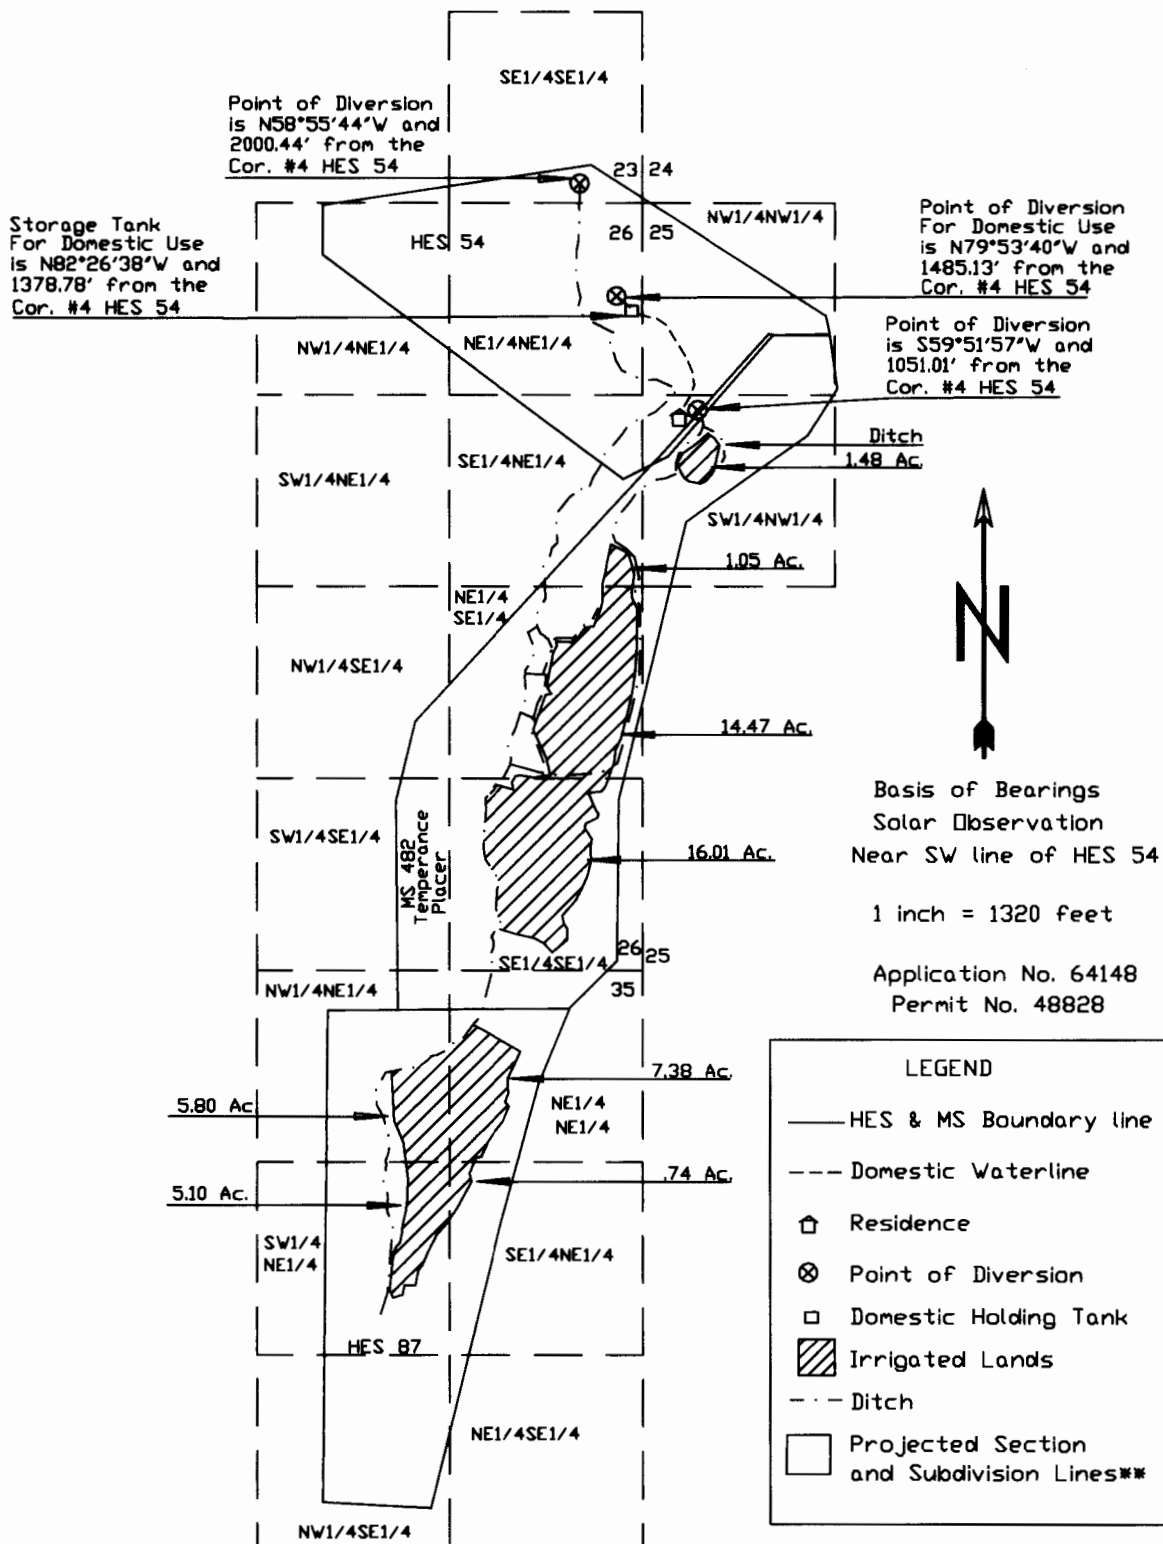 SE1/4SE1/4
Point of Diversion
is N58°55'44"W and
2000.44' from the
Cor. #4 HES 54
23 24
Storage Tank
For Domestic Use
is N82°26'38"W and
1378.78' from the
Cor. #4 HES 54
HES 54
26 25
NW1/4NW1/4
Point of Diversion
For Domestic Use
is N79°53'40"W and
1485.13' from the
Cor. #4 HES 54
Point of Diversion
is S59°51'57"W and
1051.01' from the
Cor. #4 HES 54
NW1/4NE1/4
NE1/4NE1/4
Ditch
1.48 Ac.
SW1/4NE1/4
SE1/4NE1/4
SW1/4NW1/4
1.05 Ac.
NE1/4
SE1/4
NW1/4SE1/4
N
14.47 Ac.
Basis of Bearings
Solar Observation
Near SW line of HES 54
1 inch = 1320 feet
Application No. 64148
Permit No. 48828
SW1/4SE1/4
MS 482
Temperance
Placer
16.01 Ac.
26 25
SE1/4SE1/4
35
NW1/4NE1/4
7.38 Ac.
5.80 Ac
NE1/4
NE1/4
.74 Ac.
5.10 Ac.
SW1/4
NE1/4
SE1/4NE1/4
HES 87
NE1/4SE1/4
NW1/4SE1/4
LEGEND
HES & MS Boundary line
Domestic Waterline
Residence
Point of Diversion
Domestic Holding Tank
Irrigated Lands
Ditch
Projected Section
and Subdivision Lines**